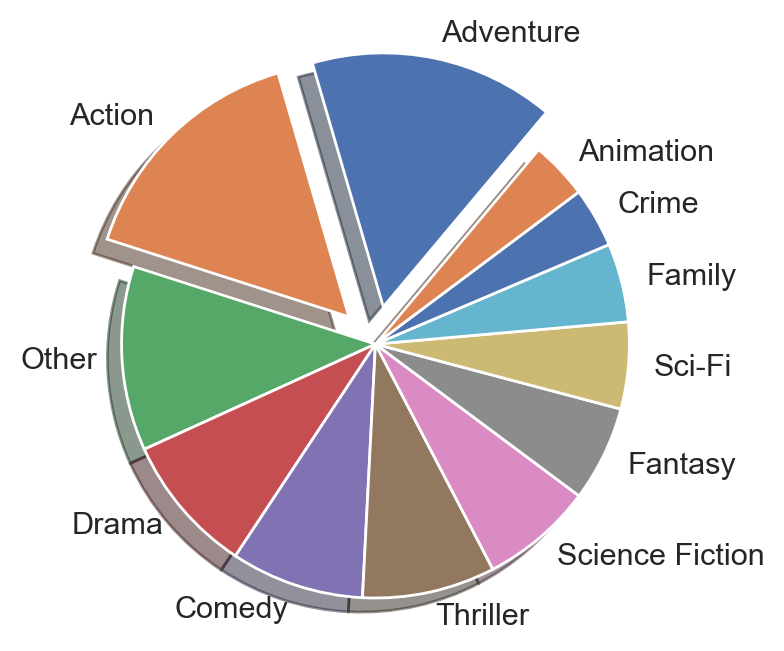 Adventure
Action
Animation
Crime
Family
Other
Sci-Fi
Fantasy
Drama
Science Fiction
Comedy
Thriller